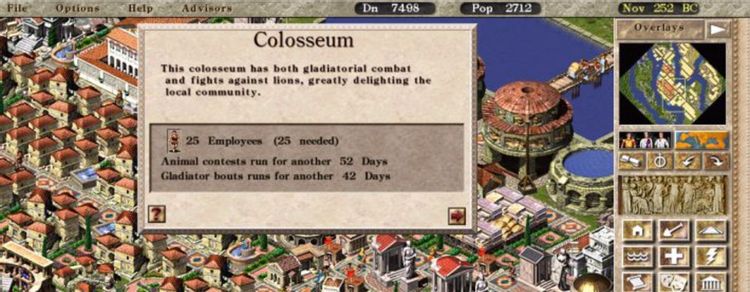 File Options Help Advisors Dn 7498 Pop 2712 Nov 252 BC
Overlays
Colosseum
This colosseum has both gladiatorial combat
and fights against lions, greatly delighting the
local community.
25 Employees (25 needed)
Animal contests run for another 52 Days
Gladiator bouts runs for another 42 Days
?